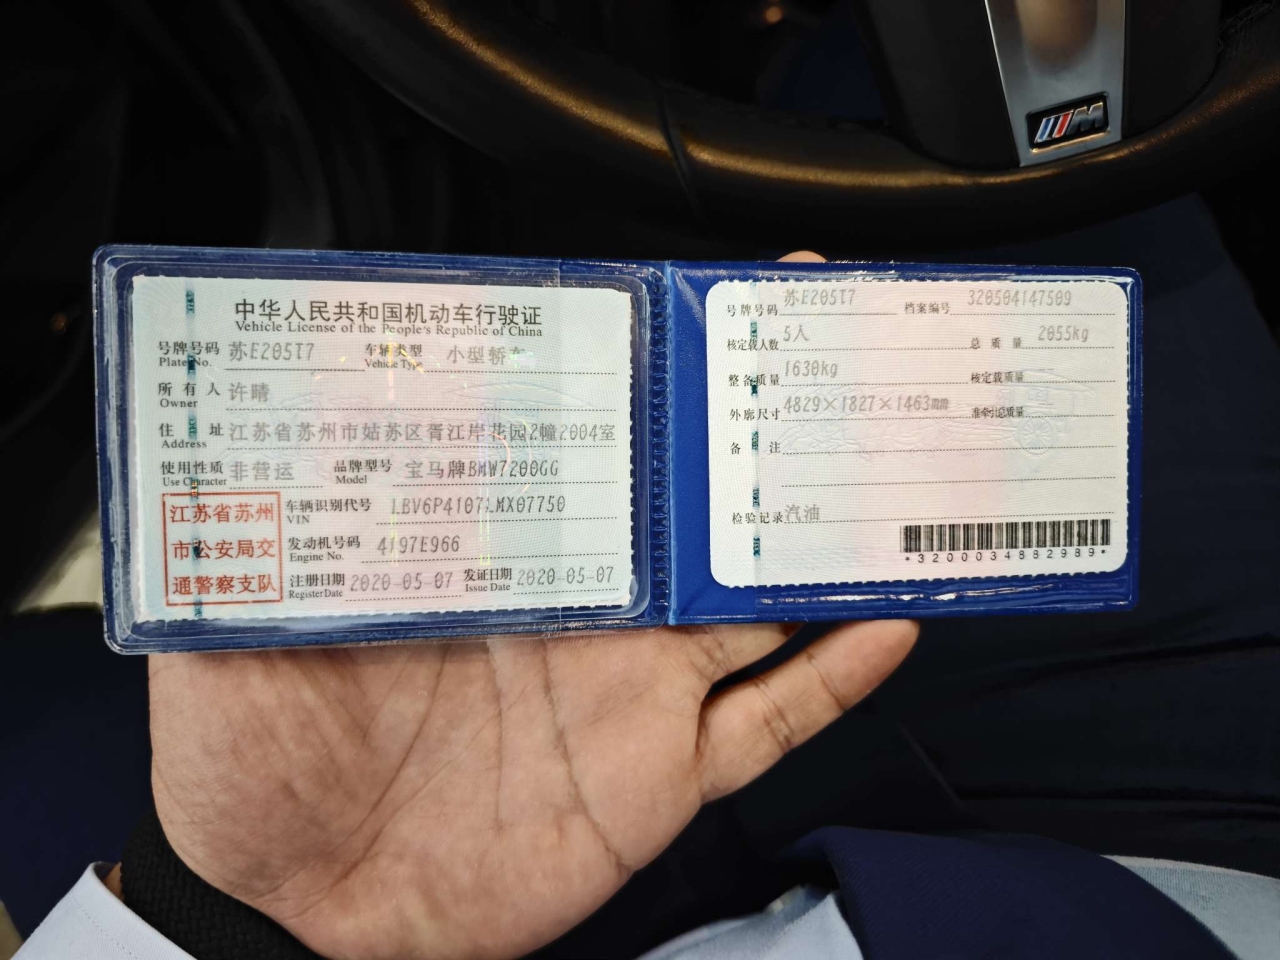 中华人民共和国机动车行驶证
Vehicle License of the People's Republic of China
号牌号码 苏E205T7 车辆类型 小型轿车
Plate No. Vehicle Type
所有人 许晴
Owner
住址 江苏省苏州市姑苏区胥江岸花园2幢2004室
Address
使用性质 非营运 品牌型号 宝马牌BMW7200GG
Use Character Model
江苏省苏州
市公安局交
通警察支队
车辆识别代号 LBV6P4107LMX07750
VIN
发动机号码 4197E966
Engine No.
注册日期 2020-05-07 发证日期 2020-05-07
Register Date Issue Date
号牌号码 苏E205T7 档案编号 320504147509
核定载人数 5人 总质量 2055kg
整备质量 1630kg 核定载质量
外廓尺寸 4829×1827×1463mm 准牵引总质量
备注
检验记录 汽油
*3200034882989*
M